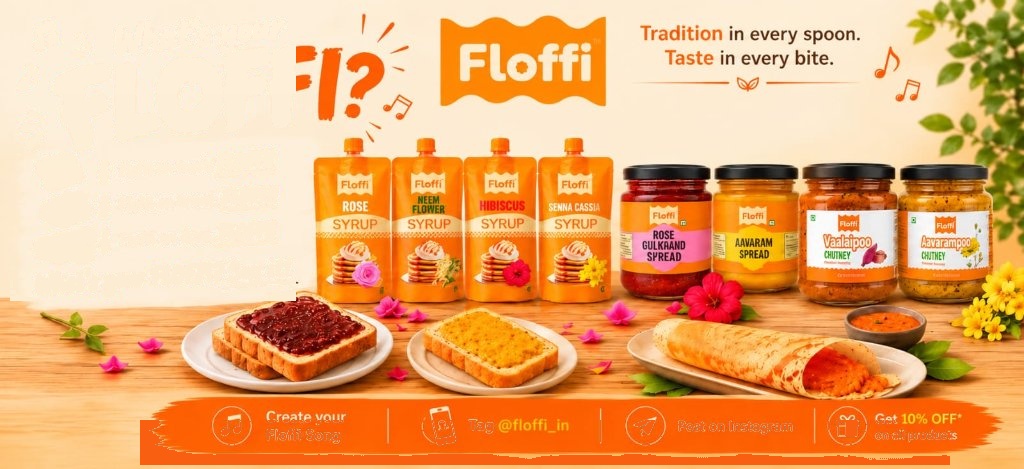 FI?
Floffi
Tradition in every spoon.
Taste in every bite.
Floffi
ROSE
SYRUP
Floffi
NEEM
FLOWER
SYRUP
Floffi
HIBISCUS
SYRUP
Floffi
SENNA CASSIA
SYRUP
Floffi
ROSE
GULKAAND
SPREAD
Floffi
AAVARAM
SPREAD
Floffi
Vaalaipoo
CHUTNEY
Floffi
Aavarampoo
CHUTNEY
Create your
Floffi Song
Tag @floffi_in
Post on Instagram
Get 10% OFF*
on all products